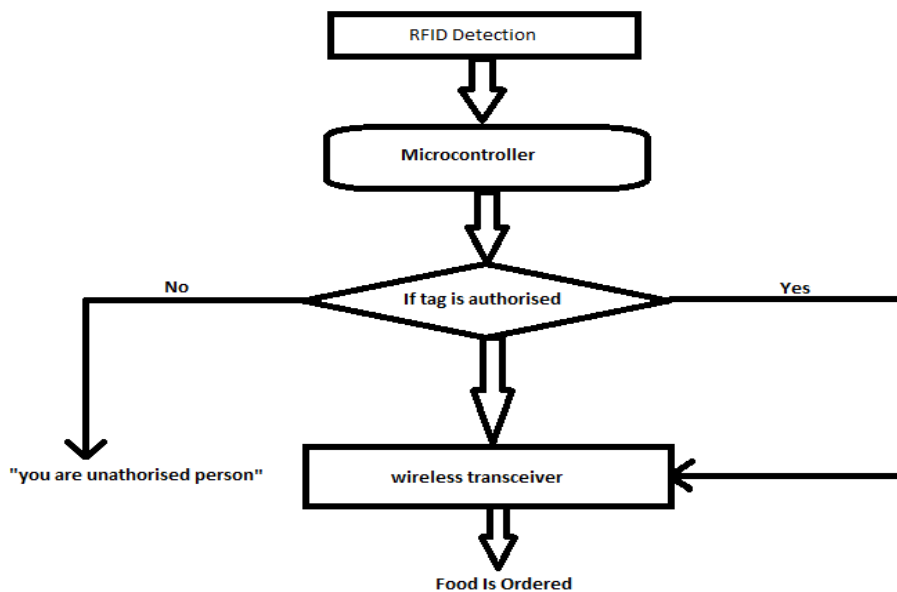 RFID Detection
Microcontroller
No
If tag is authorised
Yes
"you are unathorised person"
wireless transceiver
Food Is Ordered